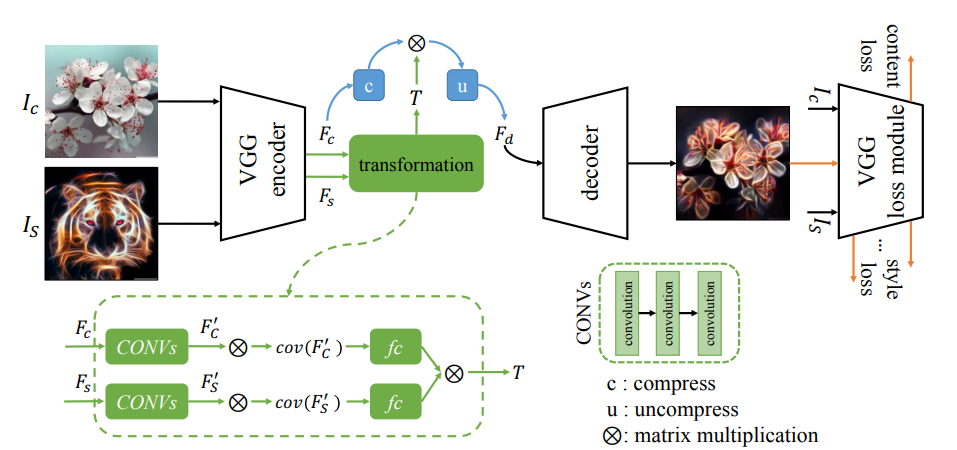 I_c
I_S
VGG encoder
F_c
F_s
c
⊗
u
T
transformation
F_d
decoder
I_c
I_S
VGG
loss module
content
loss
...
style
loss
F_c
CONVs
F'_C
⊗
cov(F'_C)
fc
F_s
CONVs
F'_S
⊗
cov(F'_S)
fc
⊗
T
CONVs
convolution
convolution
convolution
c : compress
u : uncompress
⊗: matrix multiplication